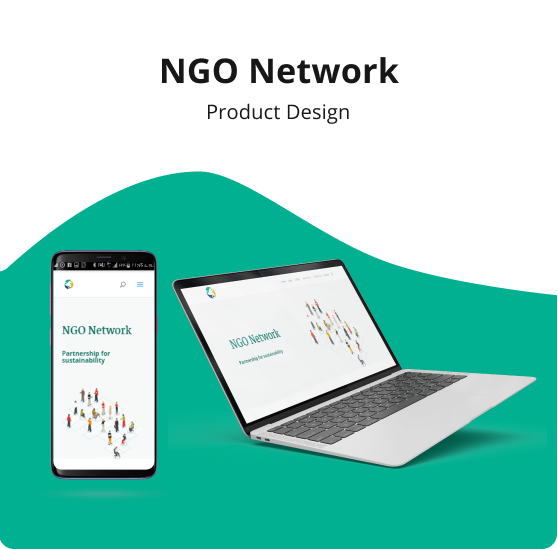 NGO Network
Product Design
NGO Network
Partnership for
sustainability
NGO Network
Partnership for sustainability